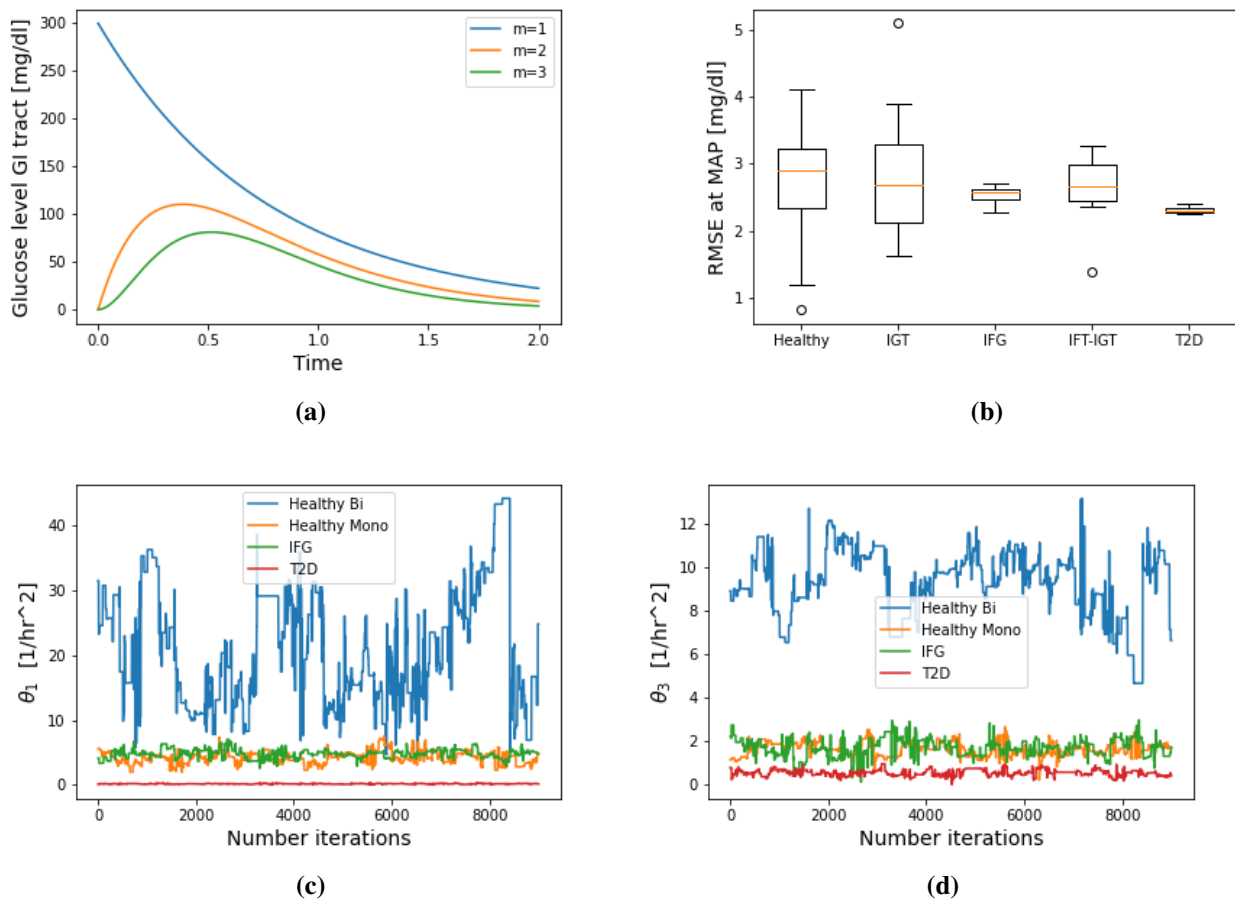 300
250
200
150
100
50
0
Glucose level GI tract [mg/dl]
m=1
m=2
m=3
0.0 0.5 1.0 1.5 2.0
Time
(a)
5
4
3
2
1
RMSE at MAP [mg/dl]
Healthy IGT IFG IFT-IGT T2D
(b)
40
30
20
10
0
θ_1 [1/hr^2]
Healthy Bi
Healthy Mono
IFG
T2D
0 2000 4000 6000 8000
Number iterations
(c)
12
10
8
6
4
2
0
θ_3 [1/hr^2]
Healthy Bi
Healthy Mono
IFG
T2D
0 2000 4000 6000 8000
Number iterations
(d)